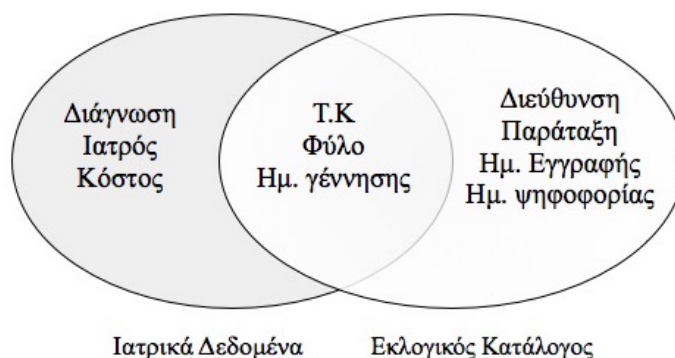 Διάγνωση
Ιατρός
Κόστος
Τ.Κ
Φύλο
Ημ. γέννησης
Διεύθυνση
Παράταξη
Ημ. Εγγραφής
Ημ. ψηφοφορίας
Ιατρικά Δεδομένα
Εκλογικός Κατάλογος